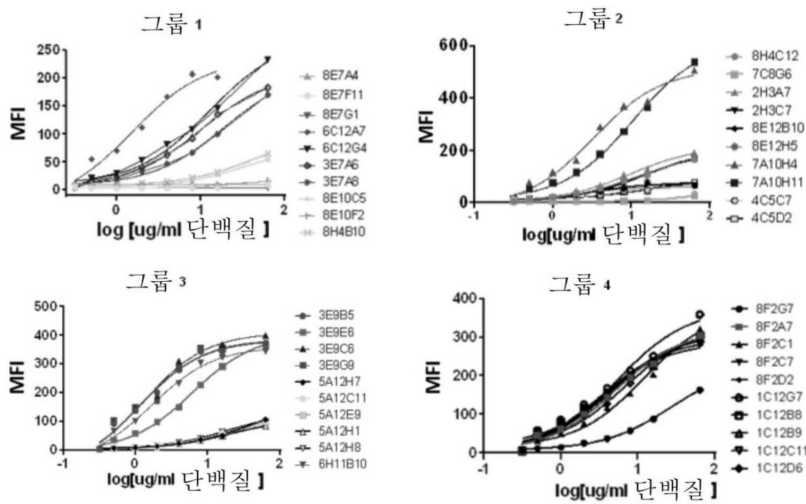 그룹 1
250
200
150
100
50
0
MFI
0
1
2
log [ug/ml 단백질 ]
8E7A4
8E7F11
8E7G1
6C12A7
6C12G4
3E7A6
3E7A8
8E10C5
8E10F2
8H4B10
그룹 2
600
400
200
0
MFI
-1
0
1
2
log[ug/ml 단백질 ]
8H4C12
7C8G6
2H3A7
2H3C7
8E12B10
8E12H5
7A10H4
7A10H11
4C5C7
4C5D2
그룹 3
500
400
300
200
100
0
MFI
-1
0
1
2
log[ug/ml 단백질 ]
3E9B5
3E9E6
3E9C6
3E9G9
5A12H7
5A12C11
5A12E9
5A12H1
5A12H8
6H11B10
그룹 4
400
300
200
100
0
MFI
-1
0
1
2
log[ug/ml 단백질 ]
8F2G7
8F2A7
8F2C1
8F2C7
8F2D2
1C12G7
1C12B8
1C12B9
1C12C11
1C12D6